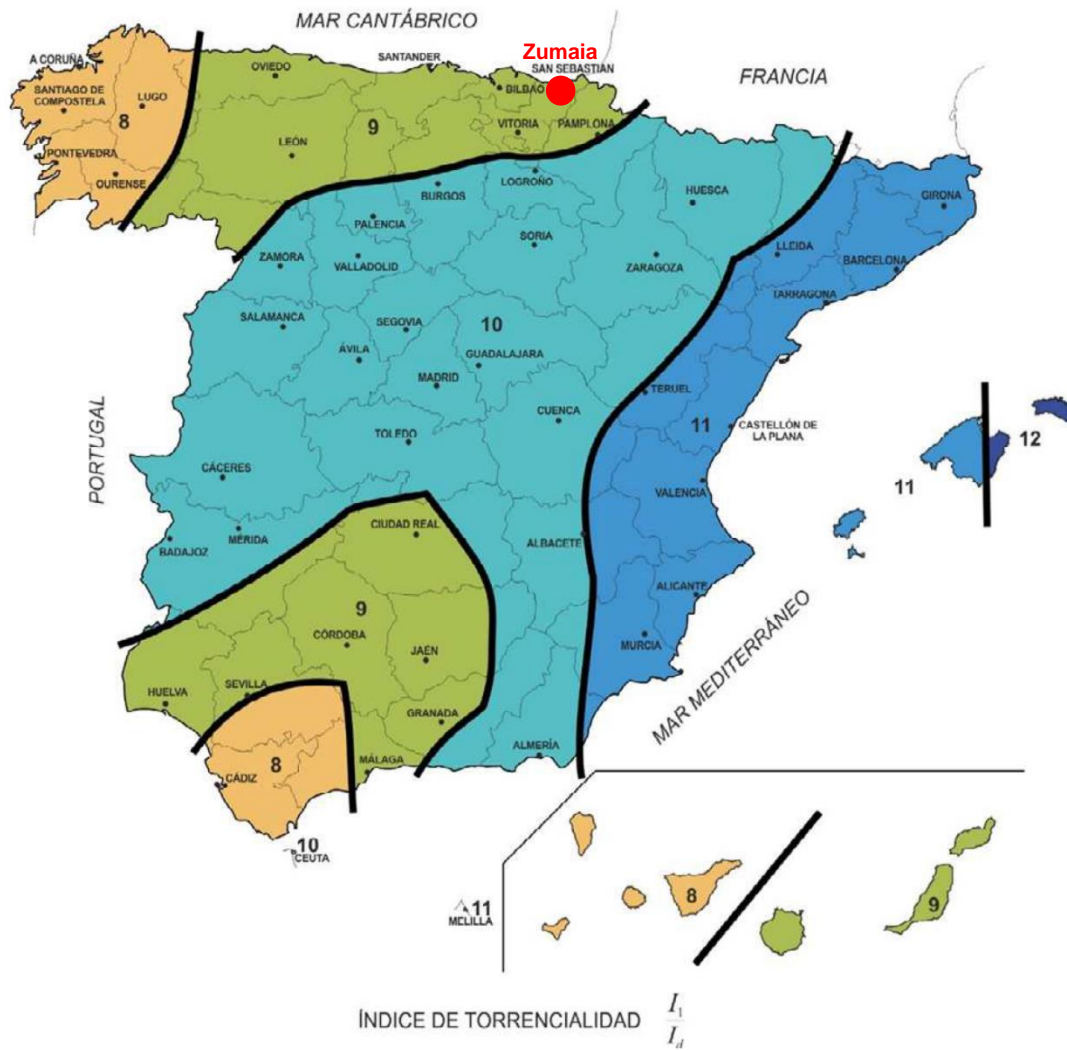 MAR CANTÁBRICO
Zumaia
A CORUÑA
SANTANDER
SAN SEBASTIAN
FRANCIA
OVIEDO
BILBAO
SANTIAGO DE
COMPOSTELA
LUGO
8
9
VITORIA
PAMPLONA
LEÓN
PONTEVEDRA
OURENSE
LOGROÑO
BURGOS
HUESCA
GIRONA
PALENCIA
SORIA
LLEIDA
ZAMORA
VALLADOLID
ZARAGOZA
BARCELONA
TARRAGONA
SALAMANCA
SEGOVIA
10
ÁVILA
GUADALAJARA
MADRID
TERUEL
CUENCA
11
CASTELLÓN DE
LA PLANA
12
TOLEDO
PORTUGAL
CÁCERES
VALENCIA
11
CIUDAD REAL
MÉRIDA
BADAJOZ
ALBACETE
ALICANTE
9
CÓRDOBA
JAÉN
MURCIA
MAR MEDITERRÁNEO
HUELVA
SEVILLA
GRANADA
ALMERÍA
MÁLAGA
8
CÁDIZ
10
CEUTA
8
9
11
MELILLA
ÍNDICE DE TORRENCIALIDAD I₁
I_d